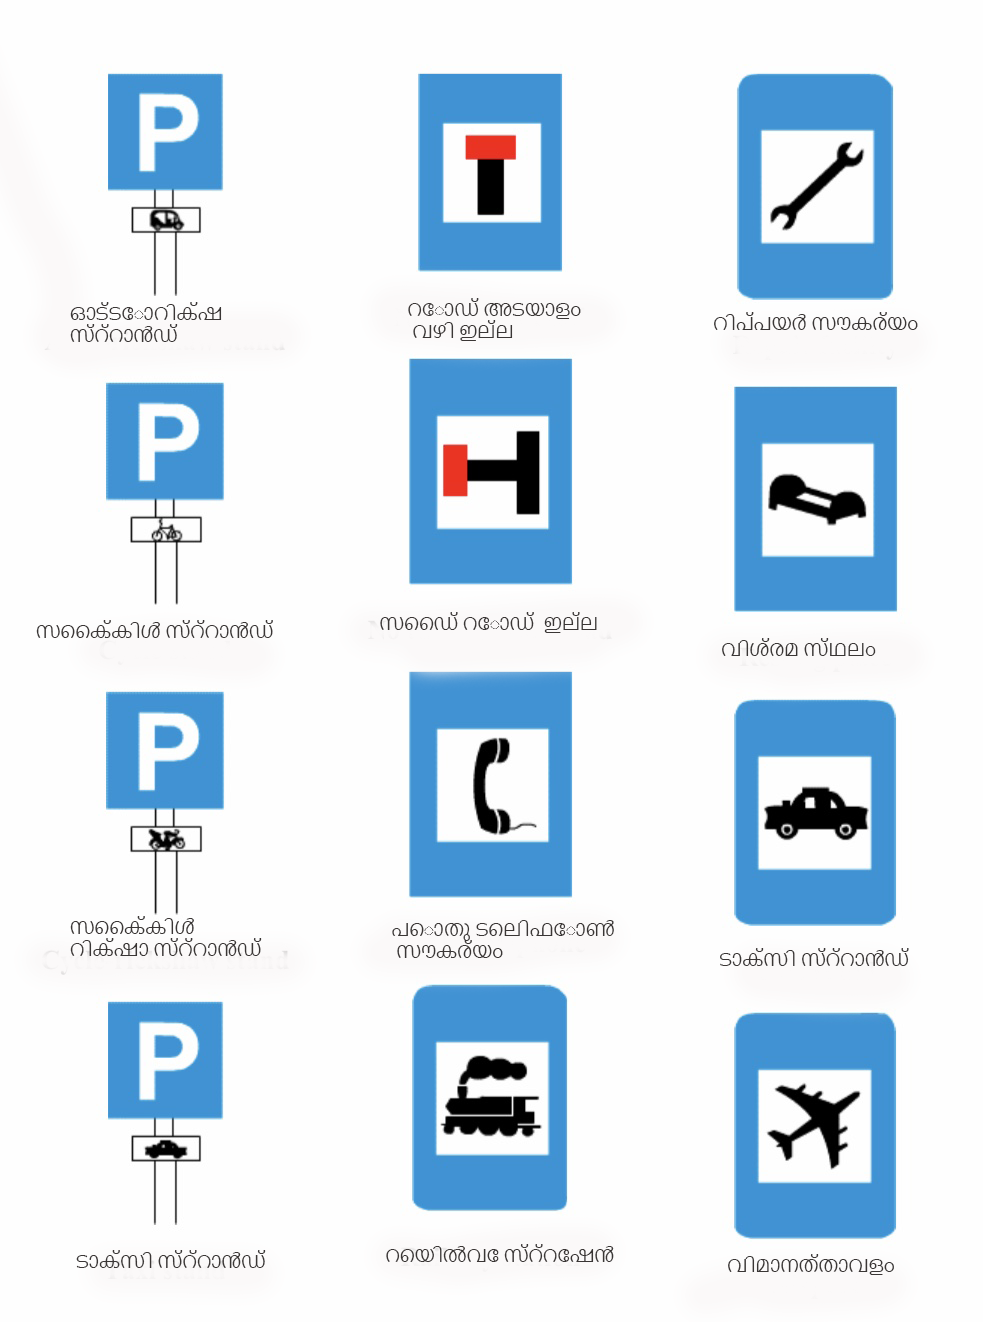 P
ഓട്ടോറിക്ഷ
സ്റ്റാൻഡ്
റോഡ് അടയാളം
വഴി ഇല്ല
റിപ്പയർ സൗകര്യം
P
സൈക്കിൾ സ്റ്റാൻഡ്
സൈഡ് റോഡ് ഇല്ല
വിശ്രമ സ്ഥലം
P
സൈക്കിൾ
റിക്ഷാ സ്റ്റാൻഡ്
പൊതു ടെലിഫോൺ
സൗകര്യം
ടാക്സി സ്റ്റാൻഡ്
P
ടാക്സി സ്റ്റാൻഡ്
റെയിൽവേ സ്റ്റേഷൻ
വിമാനത്താവളം